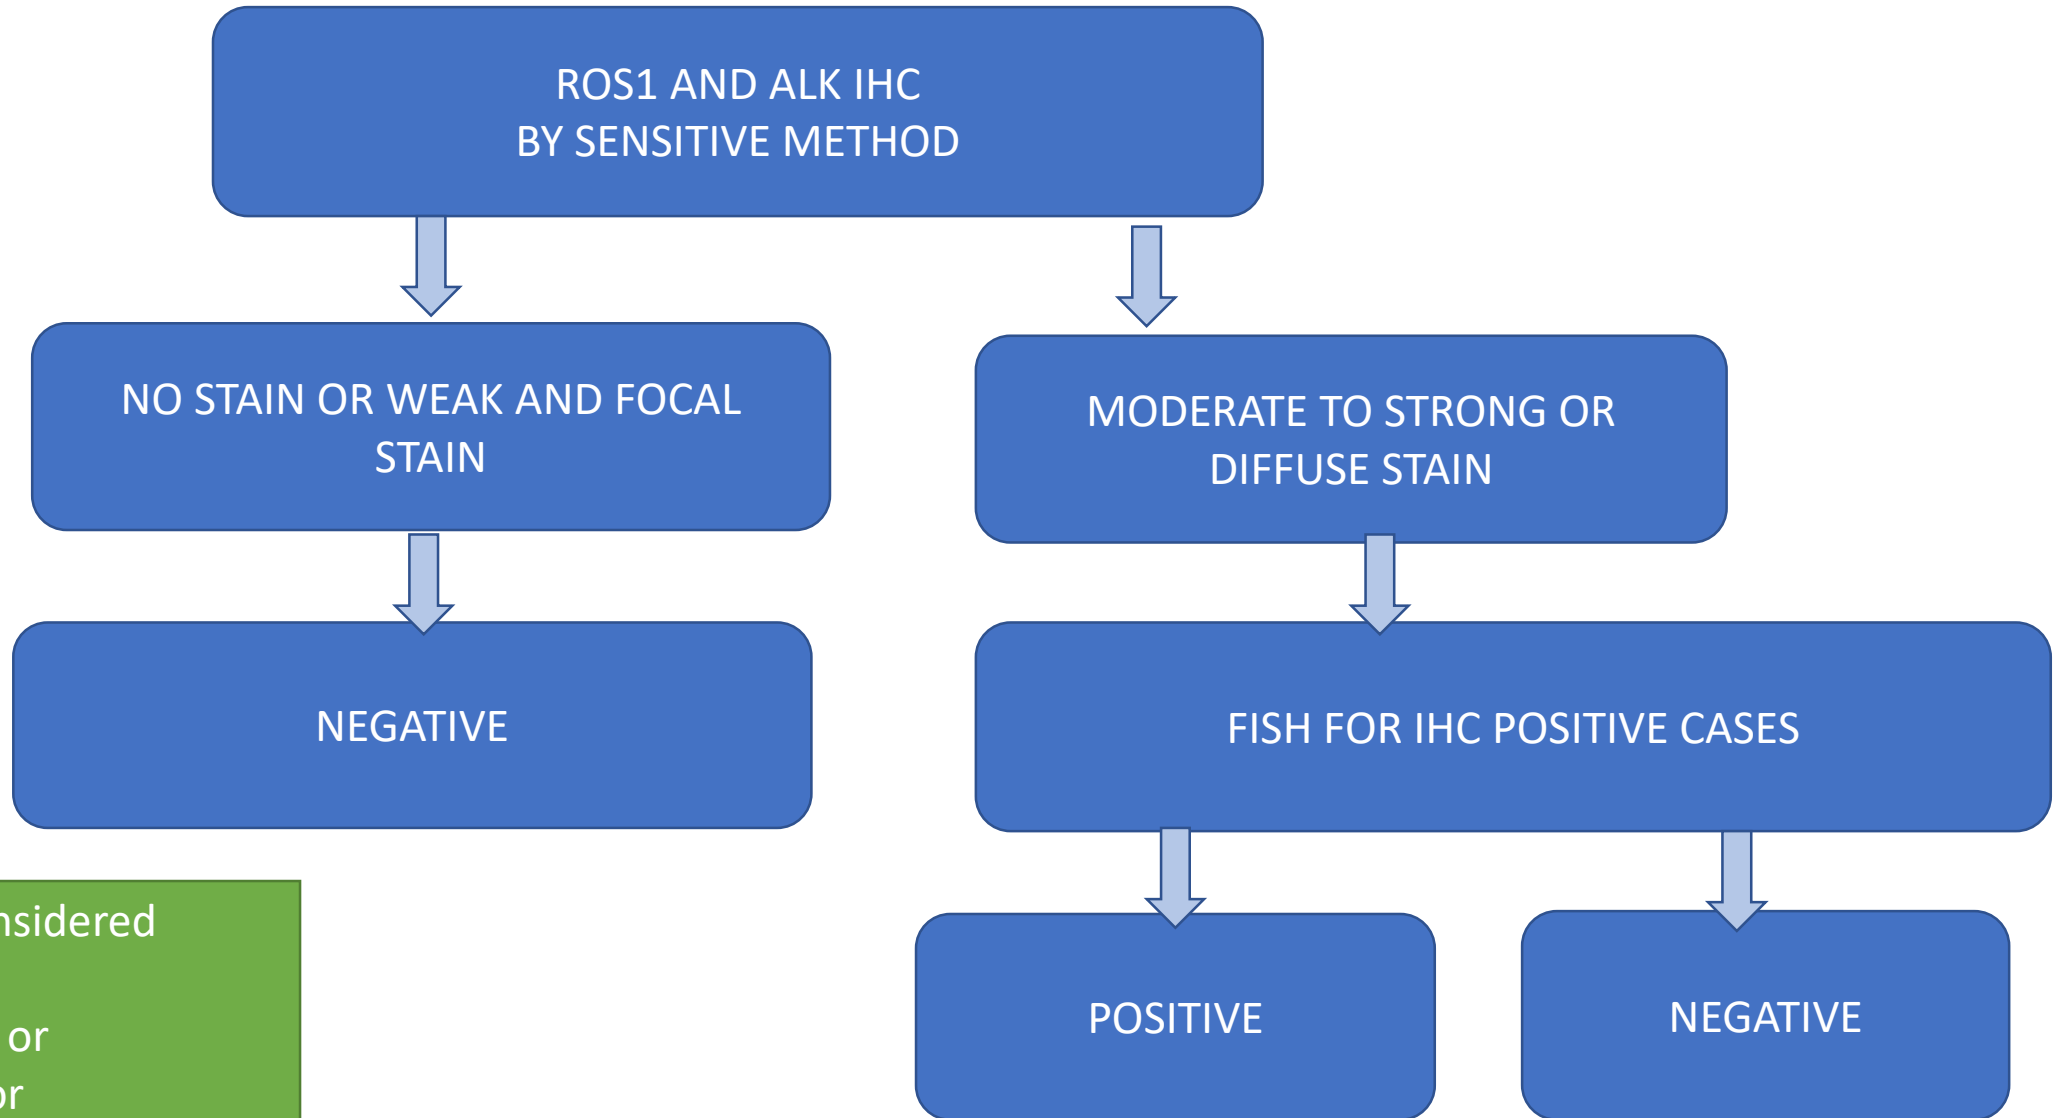 ROS1 AND ALK IHC
BY SENSITIVE METHOD
NO STAIN OR WEAK AND FOCAL
STAIN
MODERATE TO STRONG OR
DIFFUSE STAIN
NEGATIVE
FISH FOR IHC POSITIVE CASES
POSITIVE
NEGATIVE
or